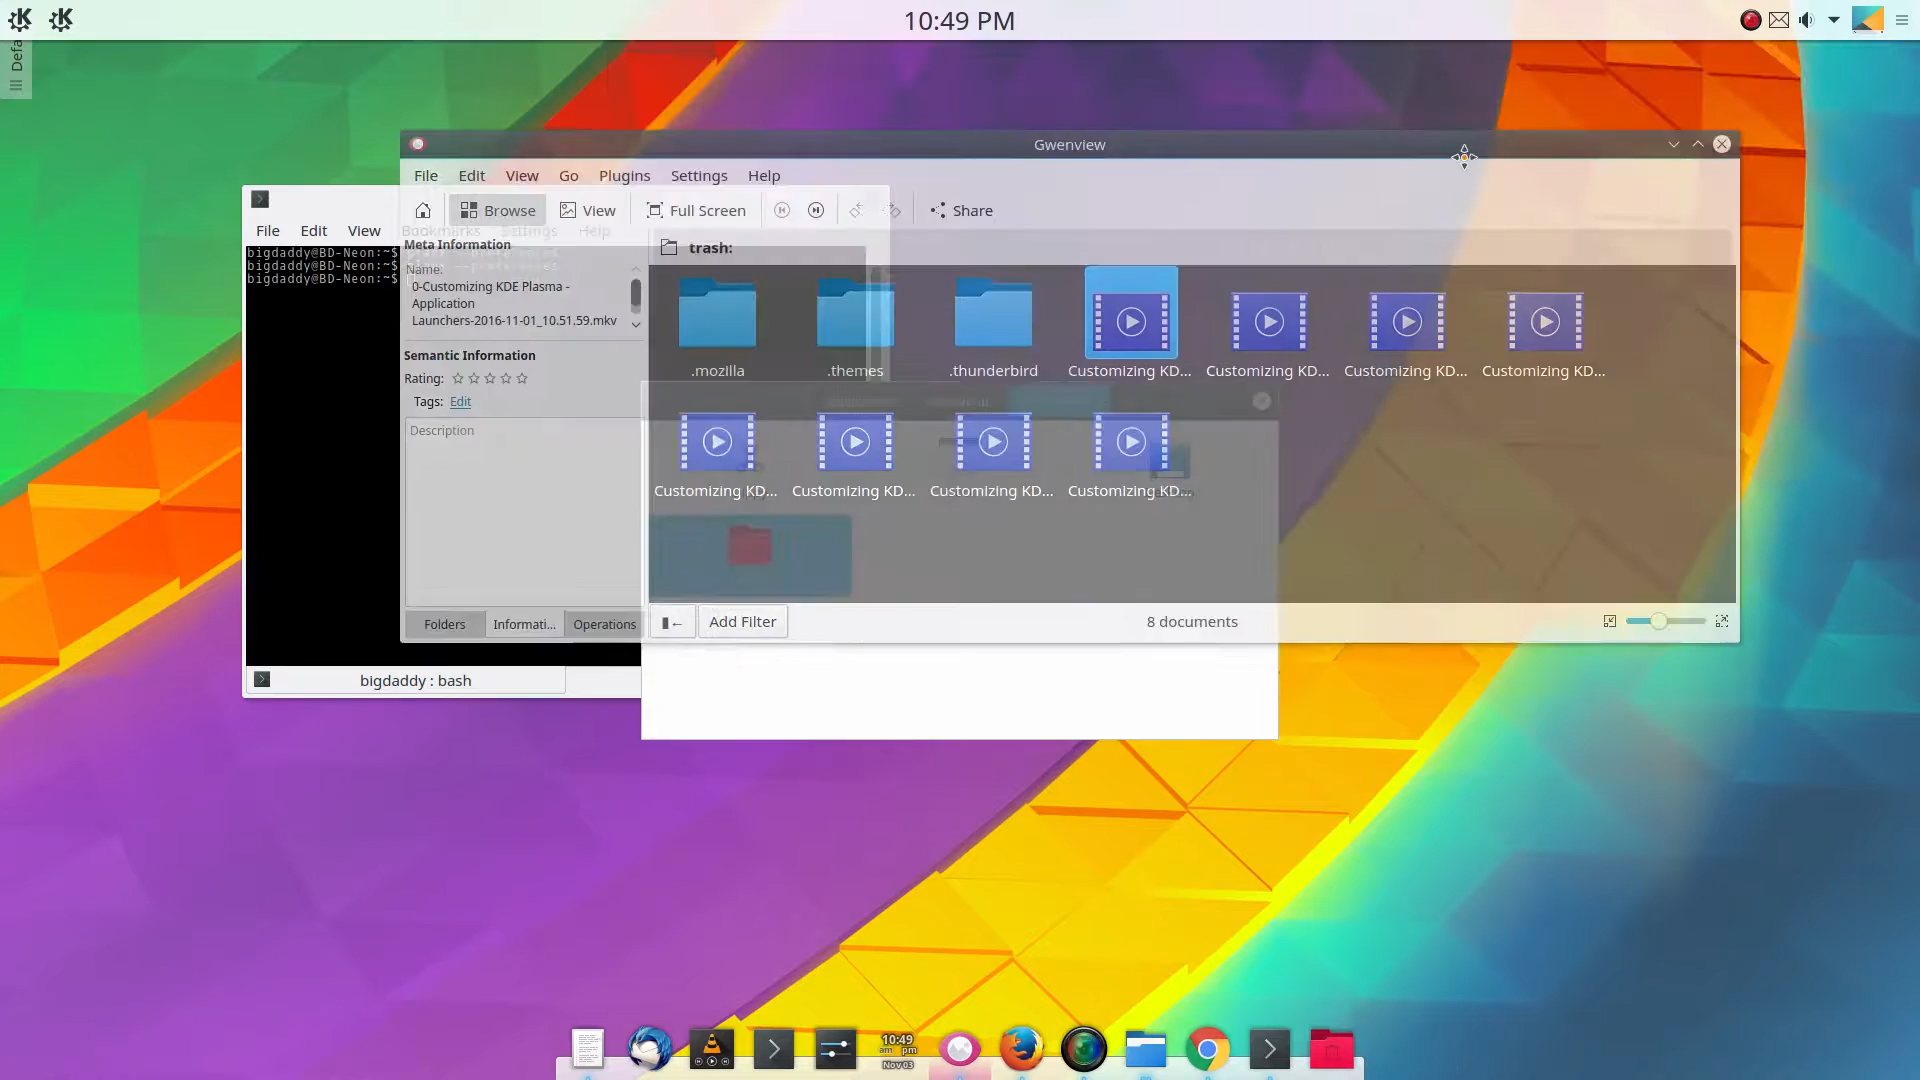 10:49 PM
Defa
Gwenview
File Edit View Go Plugins Settings Help
Browse View Full Screen Share
File Edit View Bookmarks Settings Help
Meta Information
trash:
bigdaddy@BD-Neon:~$
bigdaddy@BD-Neon:~$
bigdaddy@BD-Neon:~$
Name:
0-Customizing KDE Plasma -
Application
Launchers-2016-11-01_10.51.59.mkv
.mozilla .themes .thunderbird Customizing KD... Customizing KD... Customizing KD... Customizing KD...
Semantic Information
Rating:
Tags: Edit
Description
Customizing KD... Customizing KD... Customizing KD... Customizing KD...
Folders Informati... Operations
Add Filter
8 documents
bigdaddy : bash
10:49
am pm
Nov 03